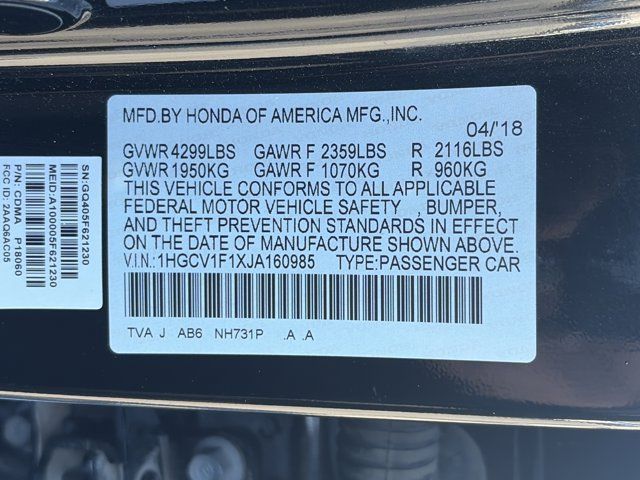 MFD.BY HONDA OF AMERICA MFG.,INC.
04/'18
GVWR 4299LBS GAWR F 2359LBS R 2116LBS
GVWR 1950KG GAWR F 1070KG R 960KG
THIS VEHICLE CONFORMS TO ALL APPLICABLE
FEDERAL MOTOR VEHICLE SAFETY , BUMPER,
AND THEFT PREVENTION STANDARDS IN EFFECT
ON THE DATE OF MANUFACTURE SHOWN ABOVE.
V.I.N.:1HGCV1F1XJA160985 TYPE:PASSENGER CAR
TVA J AB6 NH731P .A .A
SN:GQ405F621230
MEID:A100005F621230
P/N: CDMA P18060
FCC ID: 2AAQ6AC05